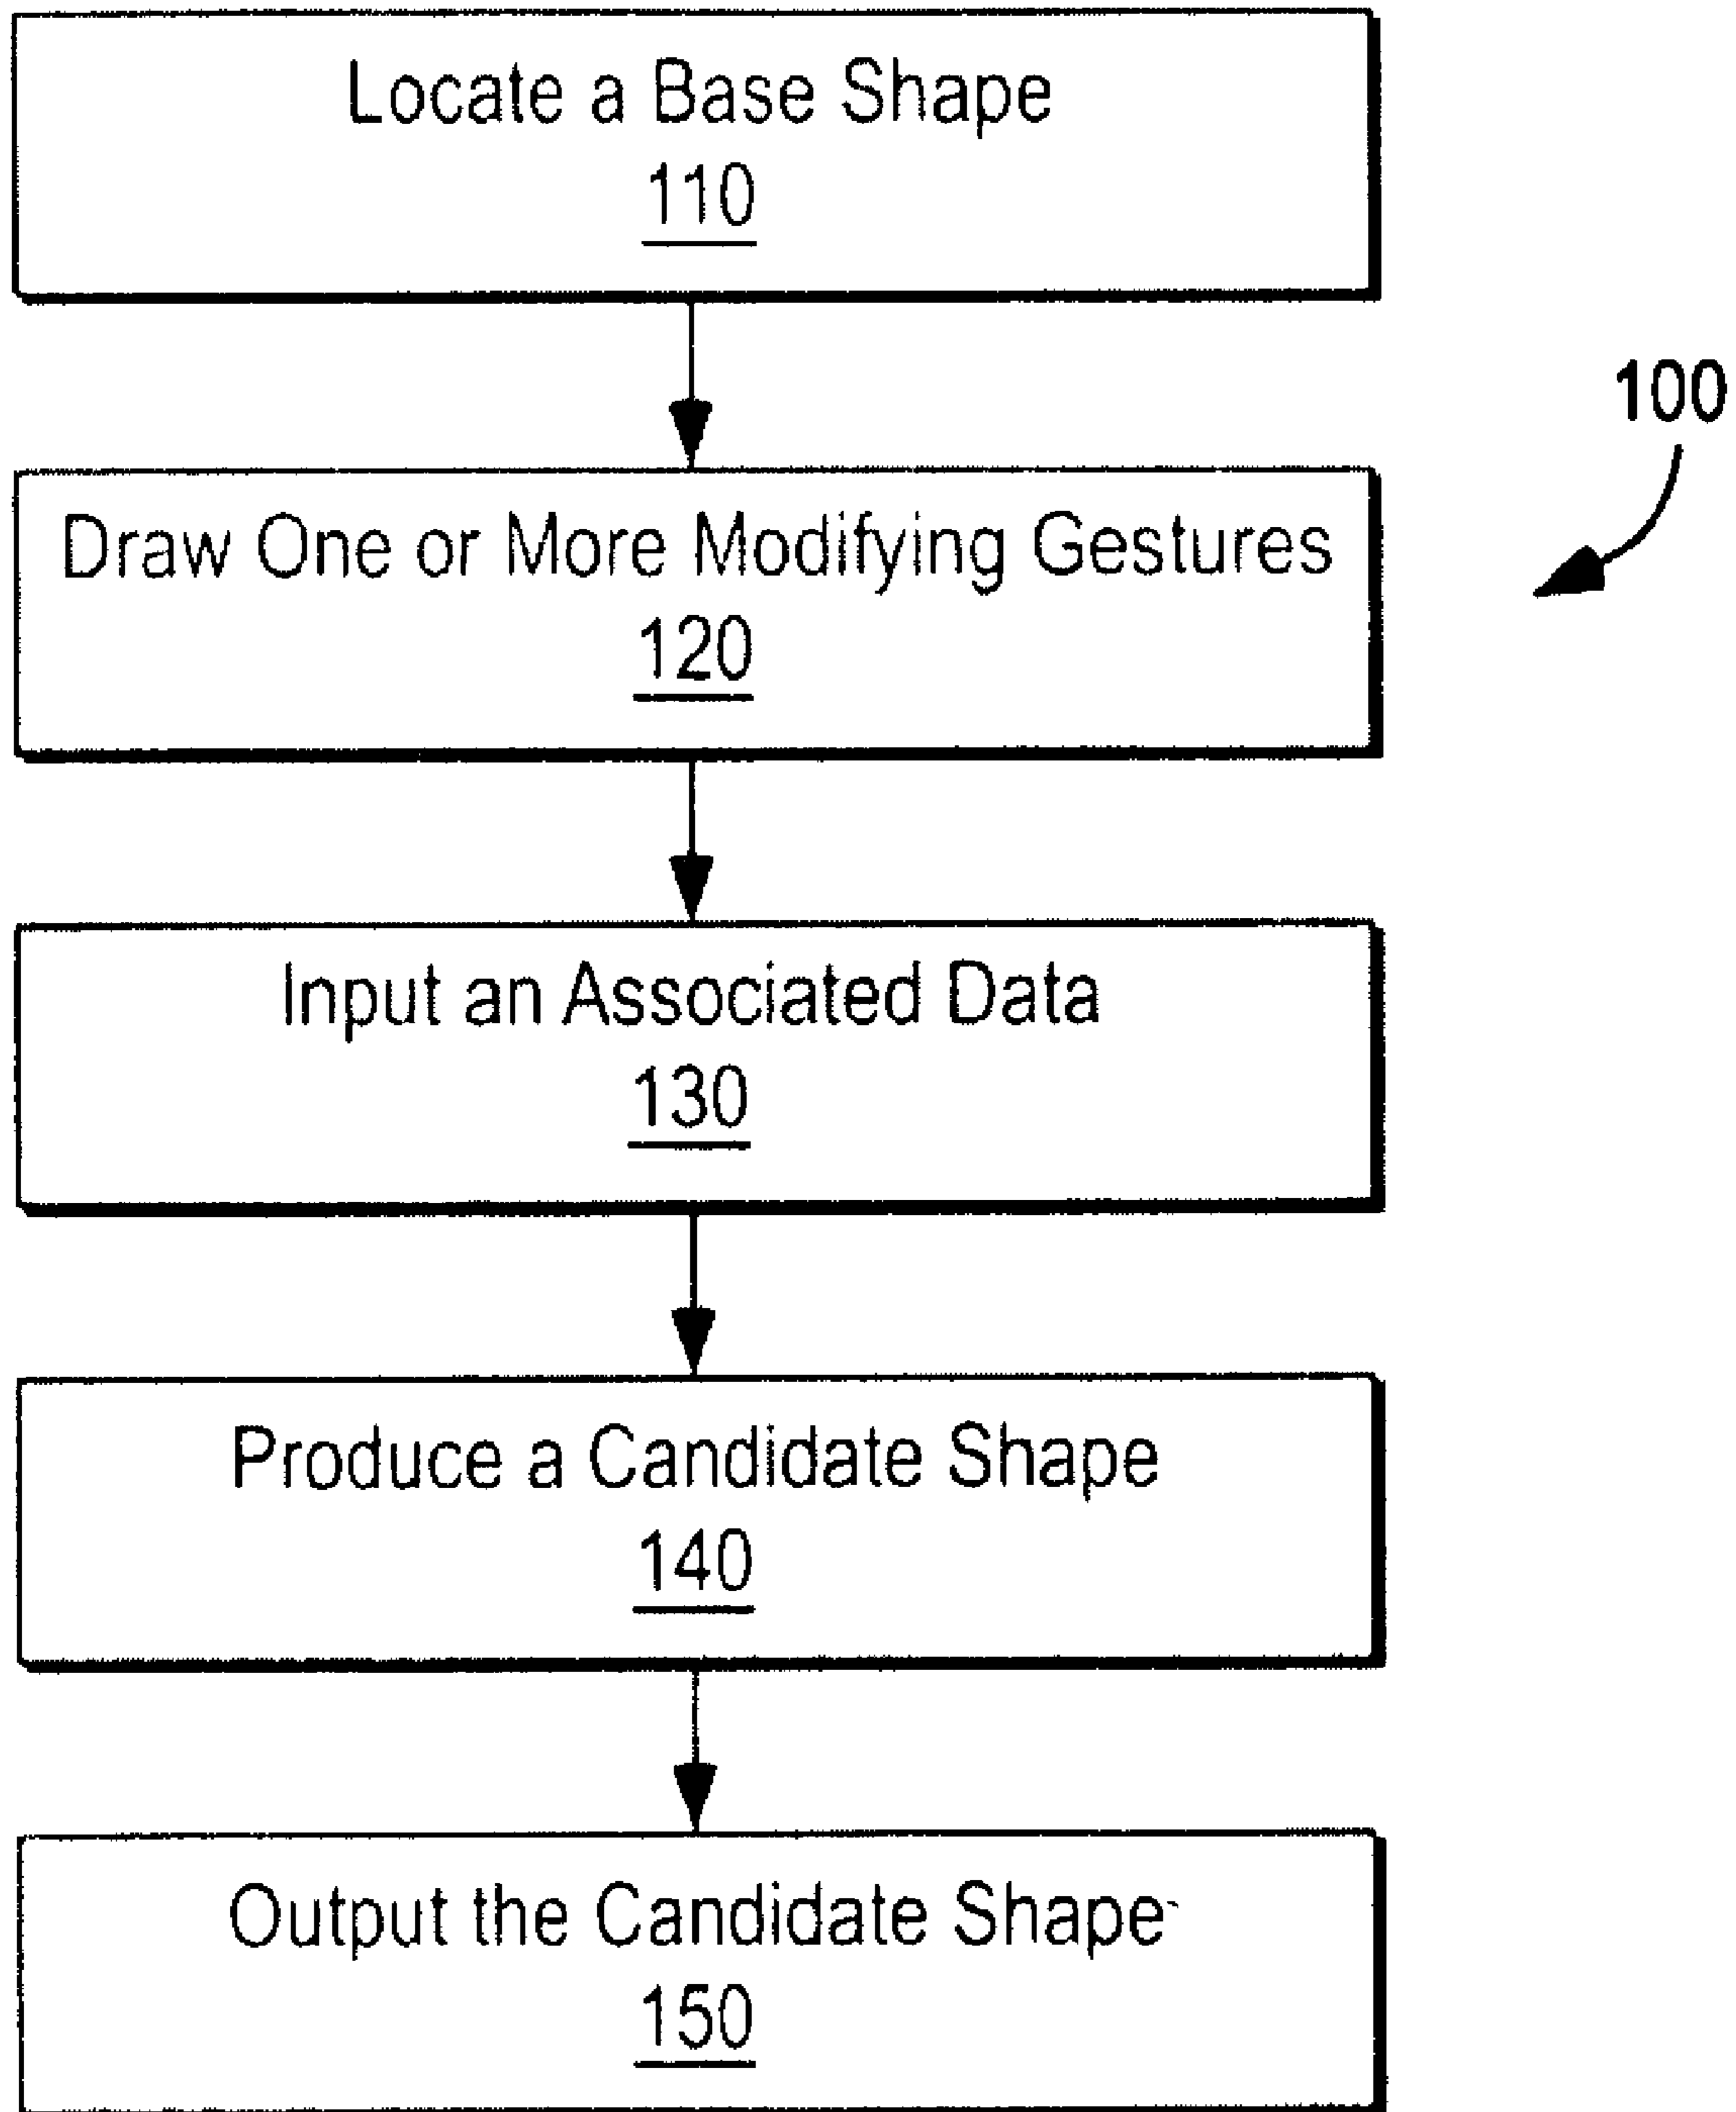 Locate a Base Shape
110
100
Draw One or More Modifying Gestures
120
Input an Associated Data
130
Produce a Candidate Shape
140
Output the Candidate Shape
150